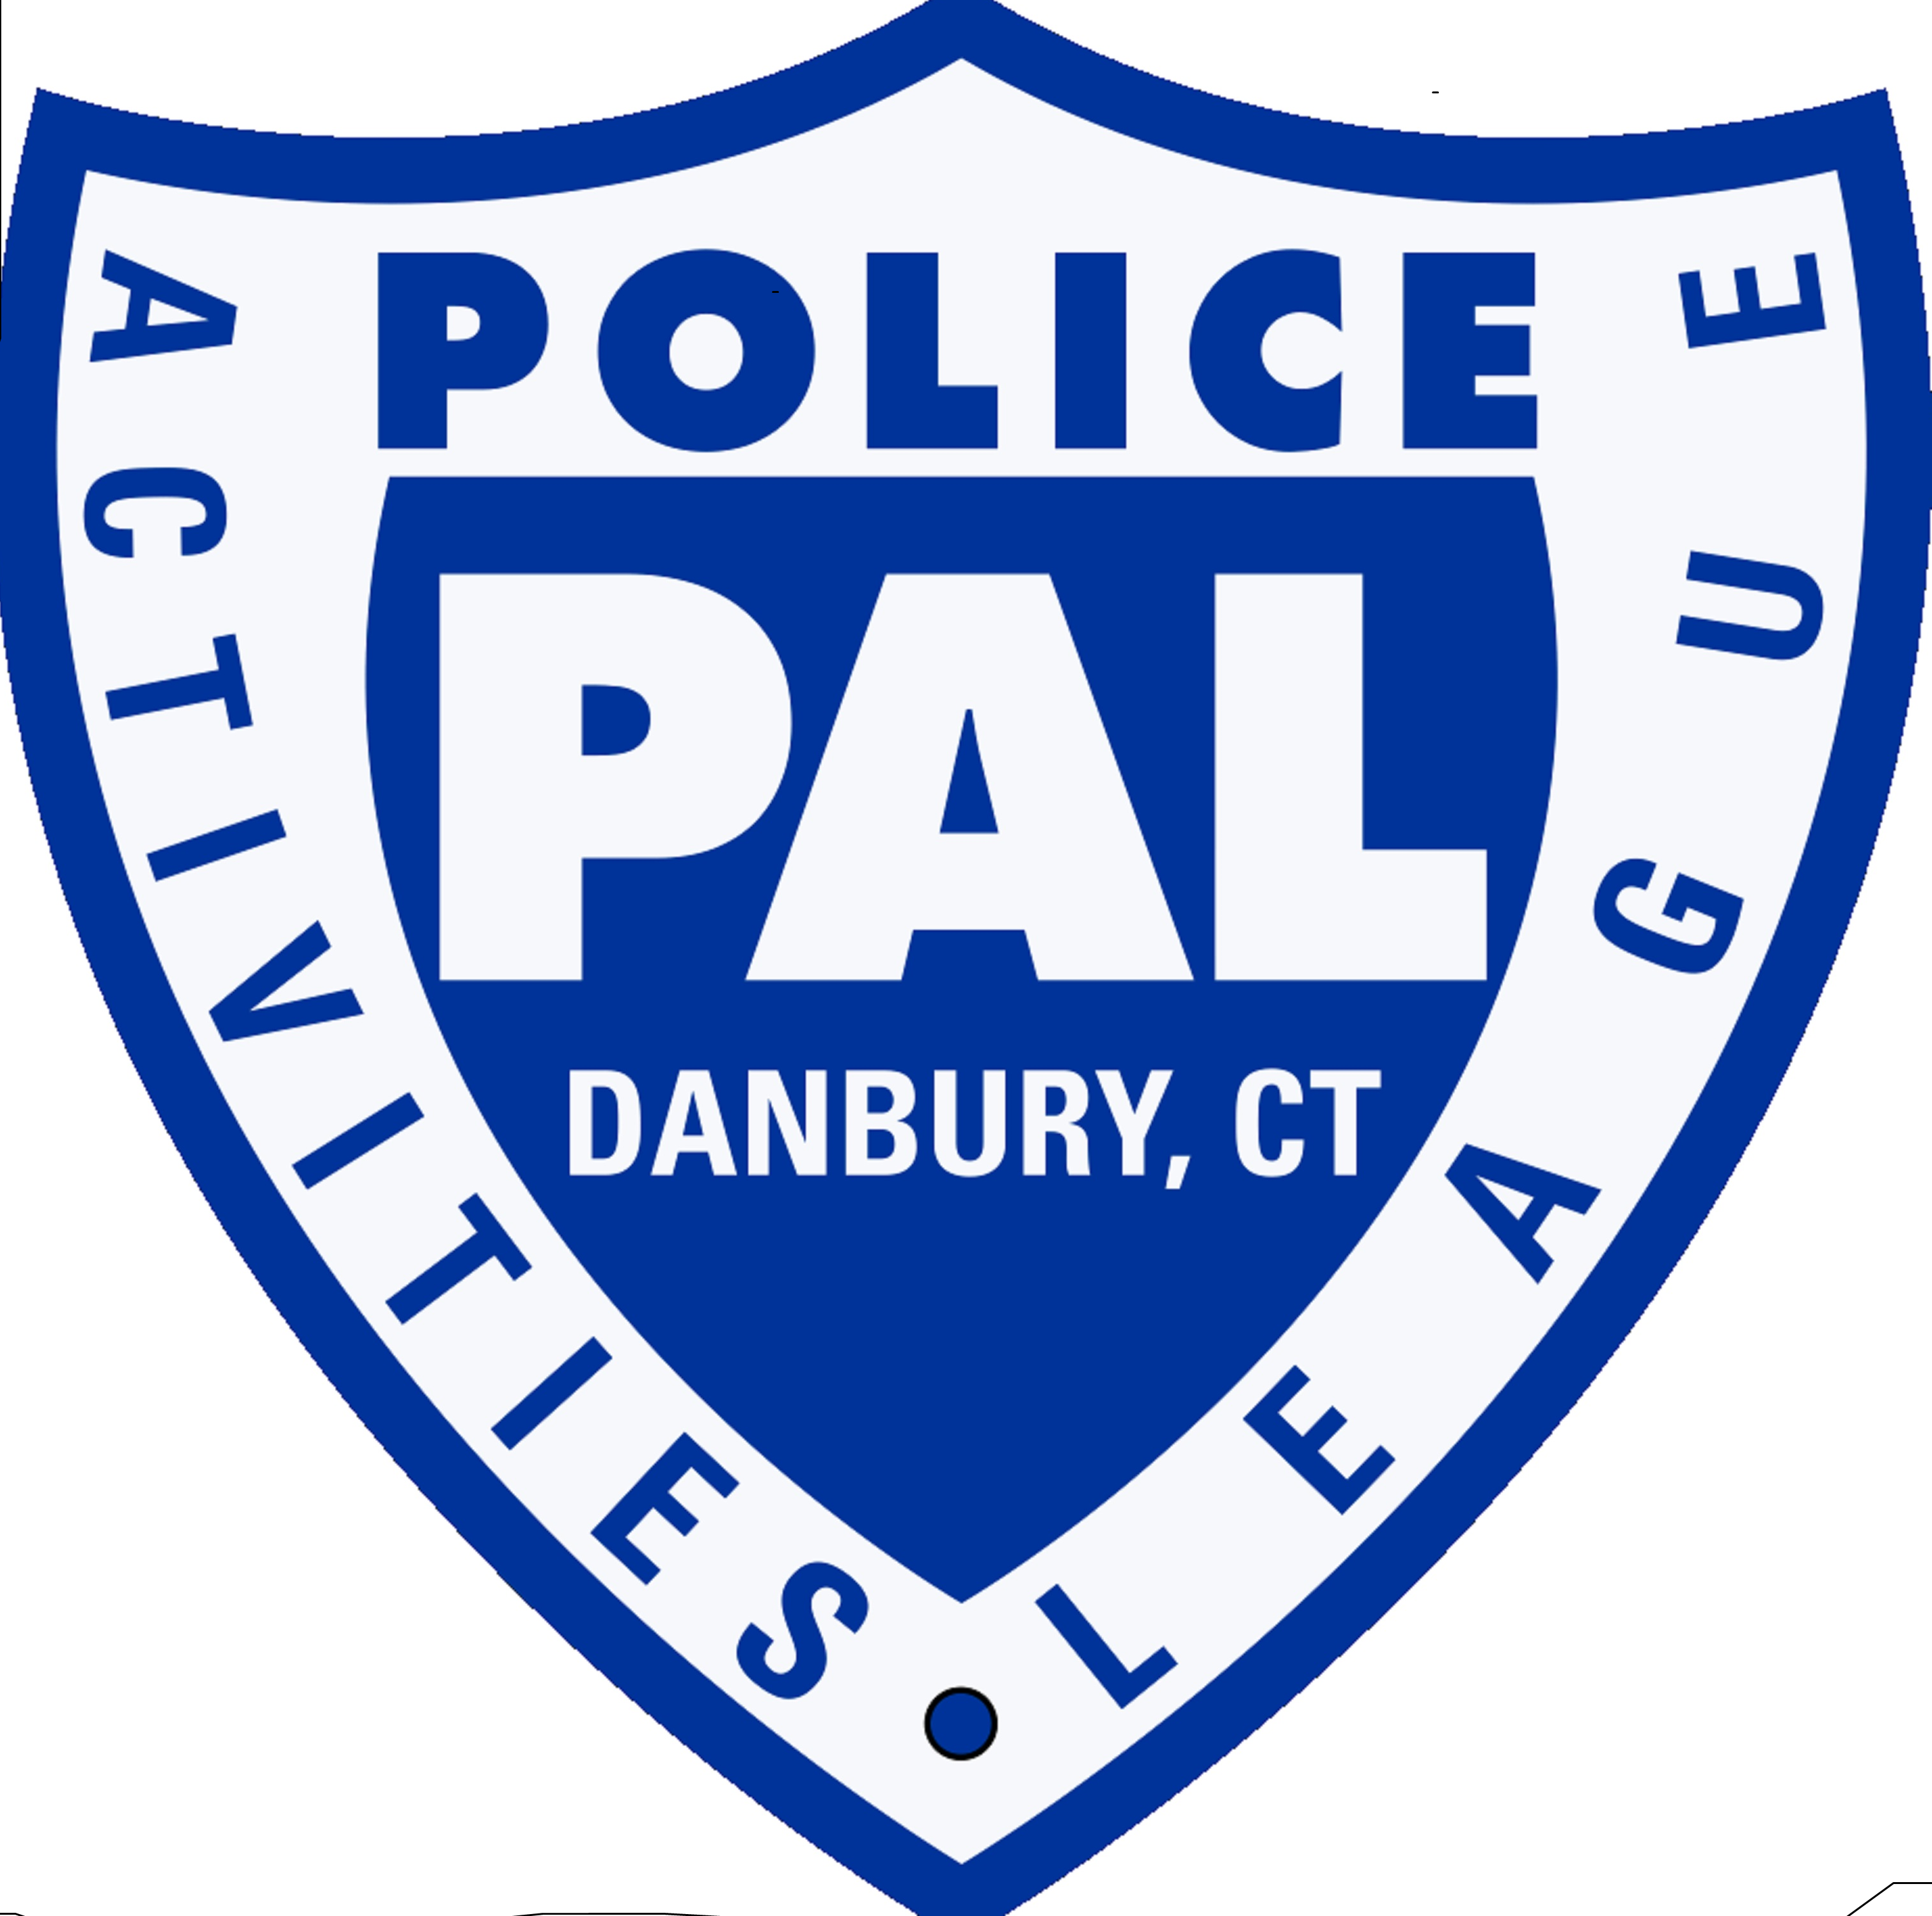 POLICE
PAL
DANBURY, CT
ACTIVITIES
LEAGUE